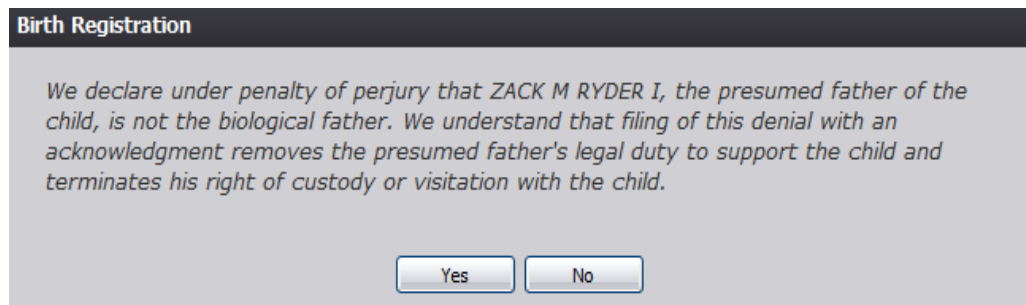 Birth Registration
We declare under penalty of perjury that ZACK M RYDER I, the presumed father of the
child, is not the biological father. We understand that filing of this denial with an
acknowledgment removes the presumed father's legal duty to support the child and
terminates his right of custody or visitation with the child.
Yes No